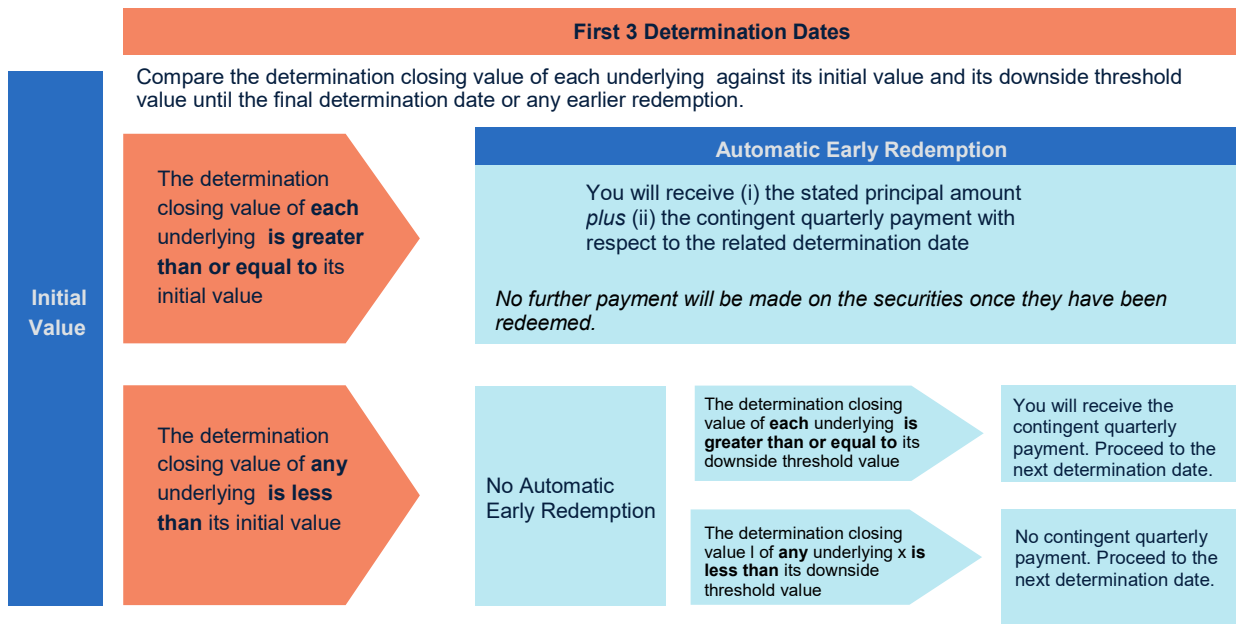 First 3 Determination Dates
Compare the determination closing value of each underlying against its initial value and its downside threshold
value until the final determination date or any earlier redemption.
Initial
Value
The determination
closing value of each
underlying is greater
than or equal to its
initial value
Automatic Early Redemption
You will receive (i) the stated principal amount
plus (ii) the contingent quarterly payment with
respect to the related determination date
No further payment will be made on the securities once they have been
redeemed.
The determination
closing value of any
underlying is less
than its initial value
No Automatic
Early Redemption
The determination closing
value of each underlying is
greater than or equal to its
downside threshold value
You will receive the
contingent quarterly
payment. Proceed to the
next determination date.
The determination closing
value l of any underlying x is
less than its downside
threshold value
No contingent quarterly
payment. Proceed to the
next determination date.